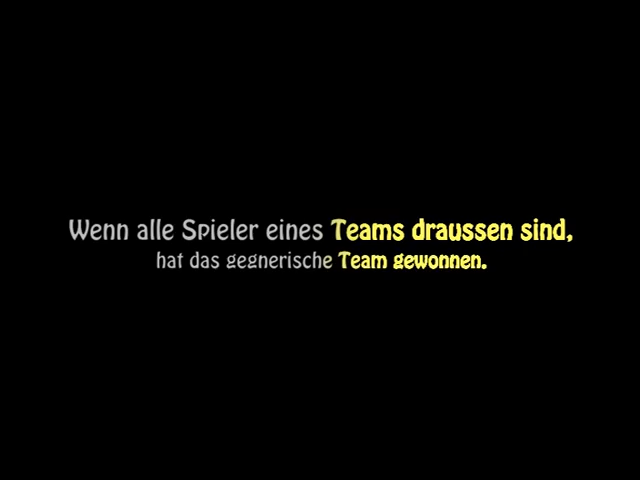 Wenn alle Spieler eines Teams draussen sind,
hat das gegnerische Team gewonnen.